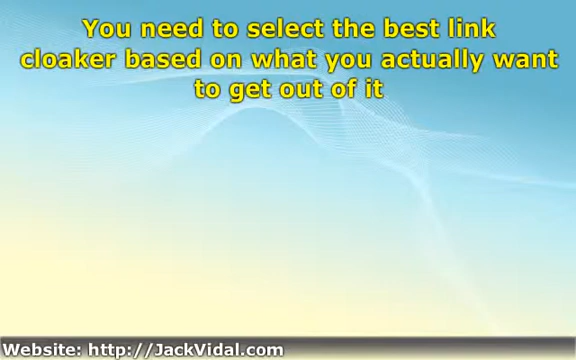 You need to select the best link
cloaker based on what you actually want
to get out of it
Website: http://JackVidal.com